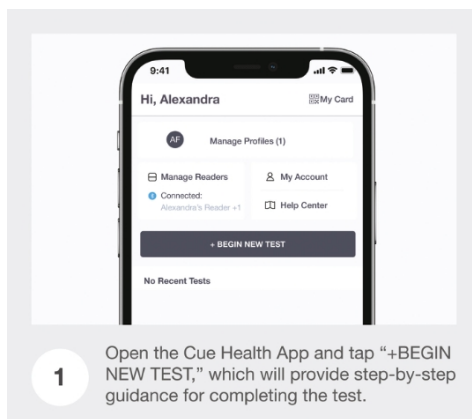 9:41
Hi, Alexandra
My Card
AF
Manage Profiles (1)
Manage Readers
My Account
Connected:
Alexandra's Reader +1
Help Center
+ BEGIN NEW TEST
No Recent Tests
1
Open the Cue Health App and tap “+BEGIN
NEW TEST,” which will provide step-by-step
guidance for completing the test.